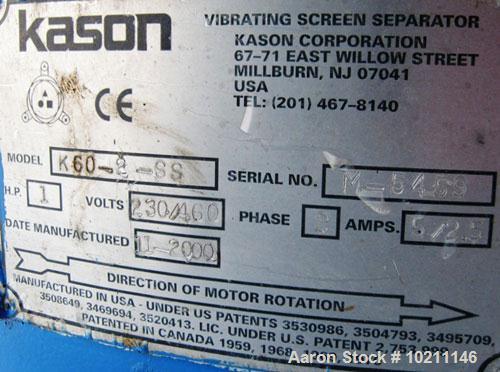 kason
VIBRATING SCREEN SEPARATOR
KASON CORPORATION
67-71 EAST WILLOW STREET
MILLBURN, NJ 07041
USA
TEL: (201) 467-8140
CE
MODEL K60-2-SS SERIAL NO.
H.P. 1 VOLTS 230/460 PHASE AMPS.
DATE MANUFACTURED 11-2000
DIRECTION OF MOTOR ROTATION
MANUFACTURED IN USA - UNDER US PATENTS 3530986, 3504793, 3495709,
3508649, 3469694, 3520413. LIC. UNDER U.S. PATENT
PATENTED IN CANADA 1959, 1968,
Aaron Stock # 10211146